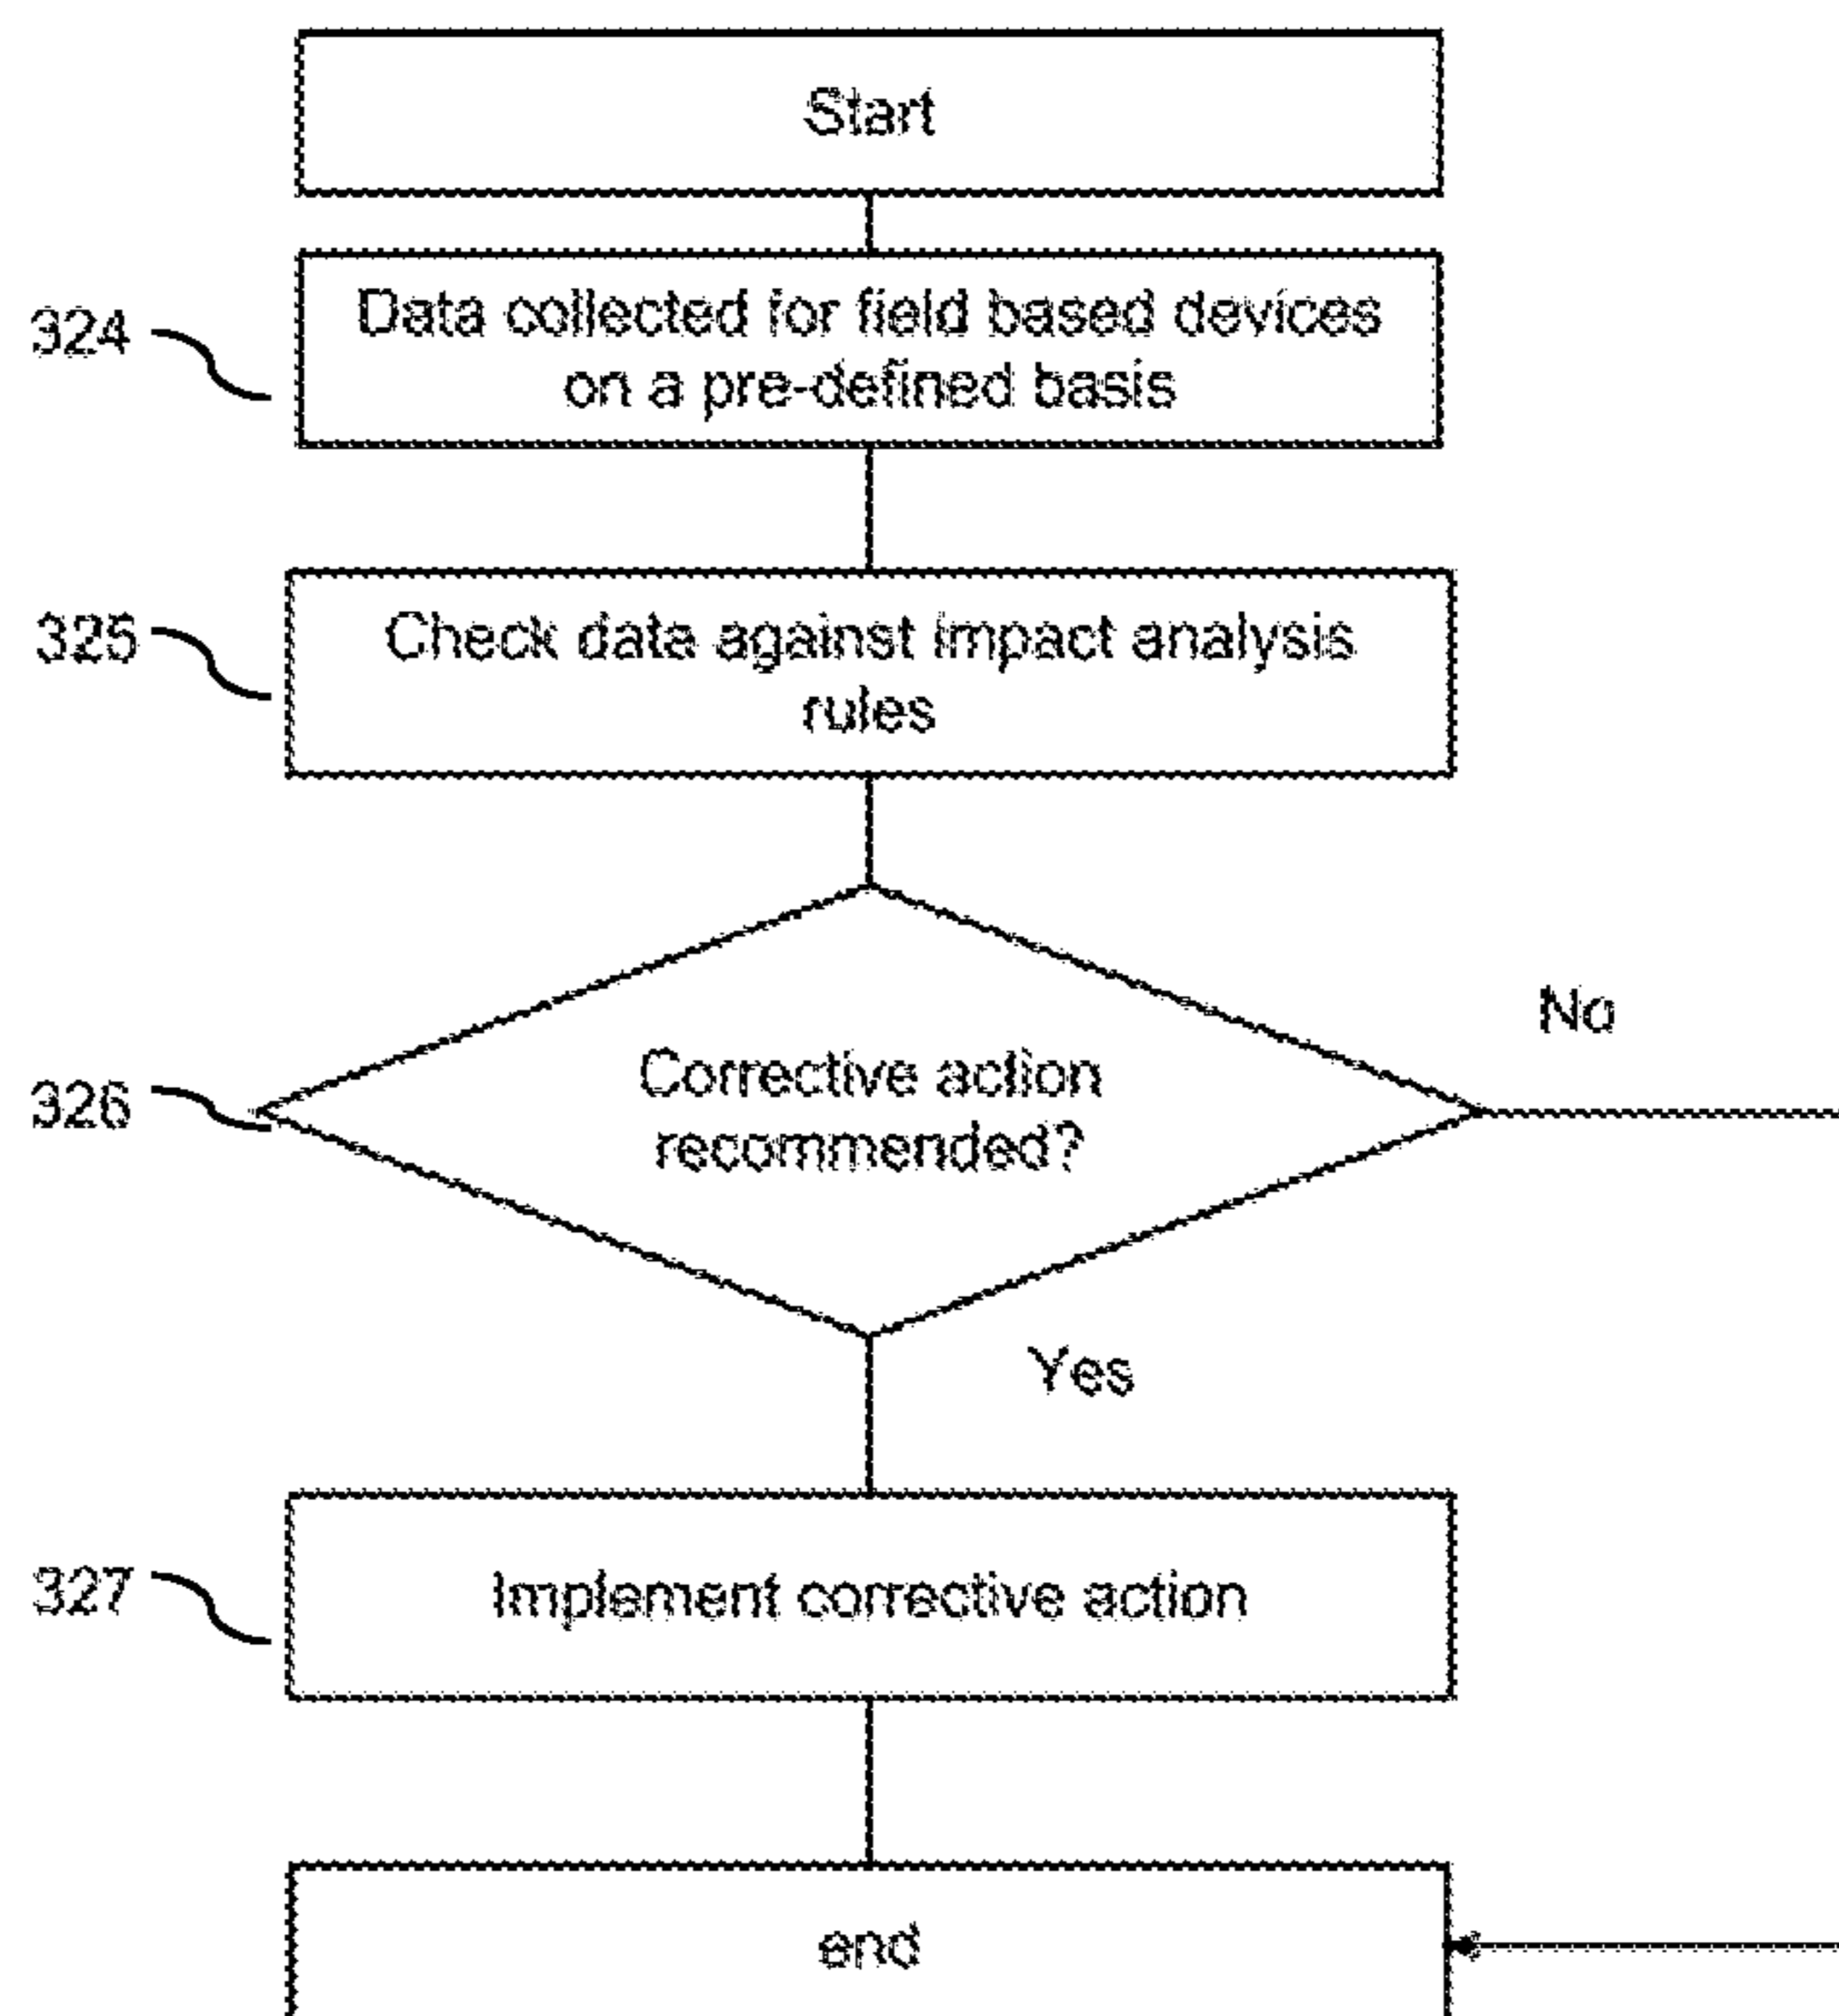 Start
324
Data collected for field based devices
on a pre-defined basis
325
Check data against impact analysis
rules
No
326
Corrective action
recommended?
Yes
327
Implement corrective action
end